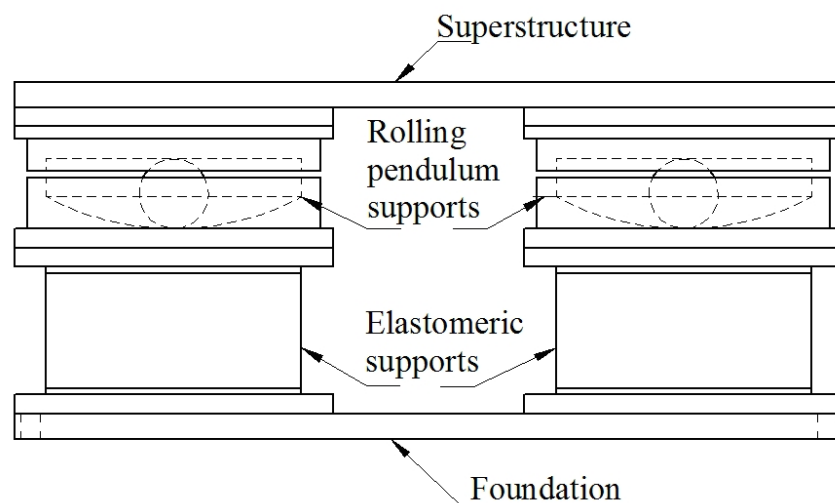 Superstructure
Rolling
pendulum
supports
Elastomeric
supports
Foundation